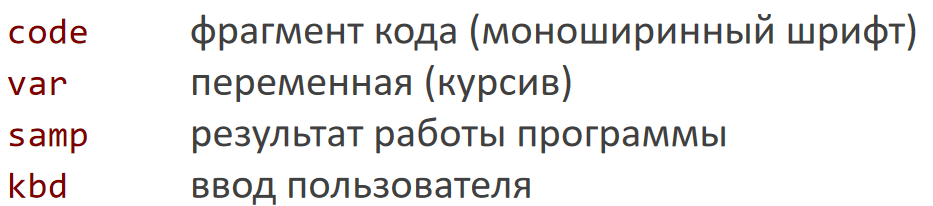 code фрагмент кода (моноширинный шрифт)
var переменная (курсив)
samp результат работы программы
kbd ввод пользователя